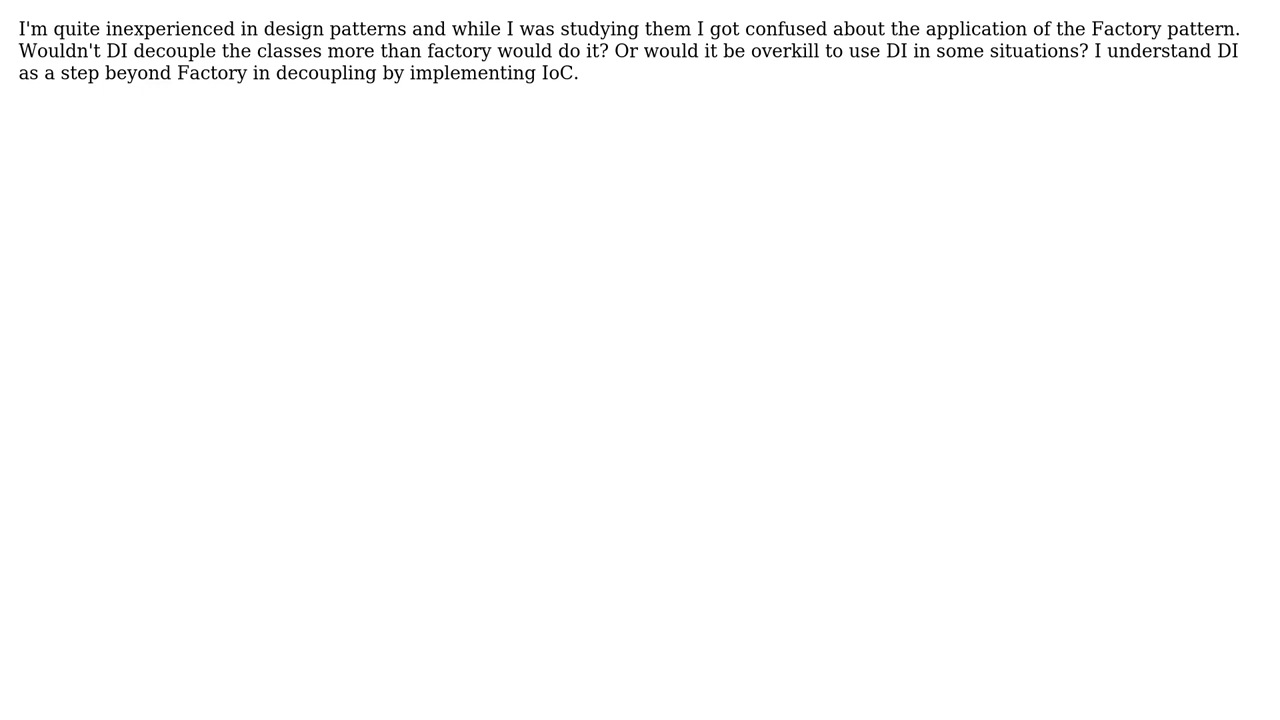 I'm quite inexperienced in design patterns and while I was studying them I got confused about the application of the Factory pattern.
Wouldn't DI decouple the classes more than factory would do it? Or would it be overkill to use DI in some situations? I understand DI
as a step beyond Factory in decoupling by implementing IoC.